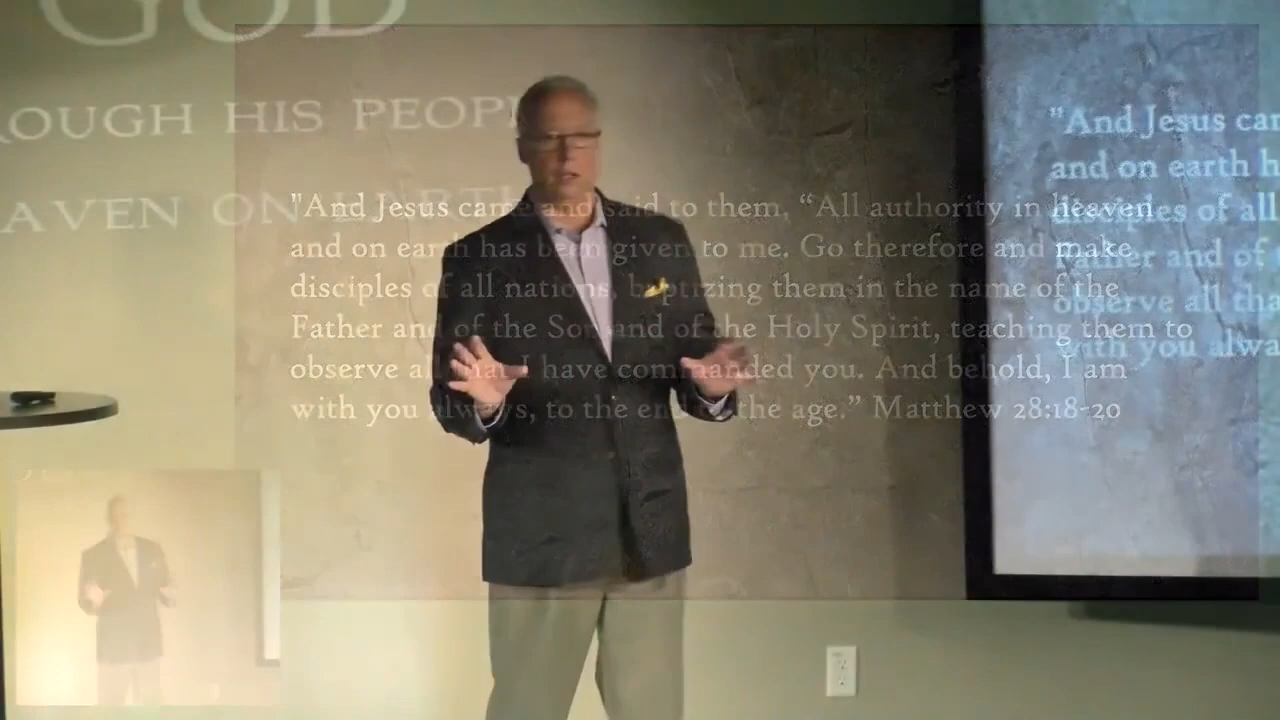 GOD
ROUGH HIS PEOPL
AVEN ON EARTH
"And Jesus came and said to them, “All authority in heaven
and on earth has been given to me. Go therefore and make
disciples of all nations, baptizing them in the name of the
Father and of the Son and of the Holy Spirit, teaching them to
observe all that I have commanded you. And behold, I am
with you always, to the end of the age.” Matthew 28:18-20
"And Jesus cam
and on earth h
disciples of all
Father and of
observe all tha
with you alwa